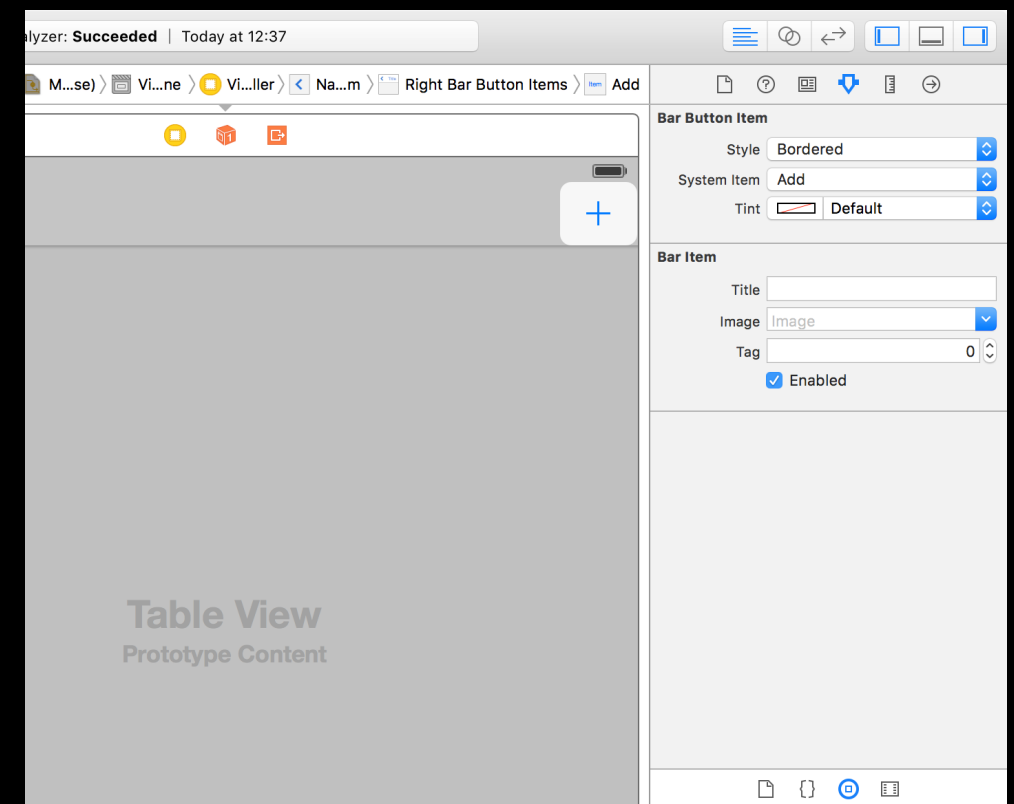 lyzer: Succeeded | Today at 12:37
M...se) Vi...ne Vi...ller Na...m Right Bar Button Items Item Add
Bar Button Item
Style Bordered
System Item Add
Tint Default
Bar Item
Title
Image Image
Tag 0
Enabled
Table View
Prototype Content